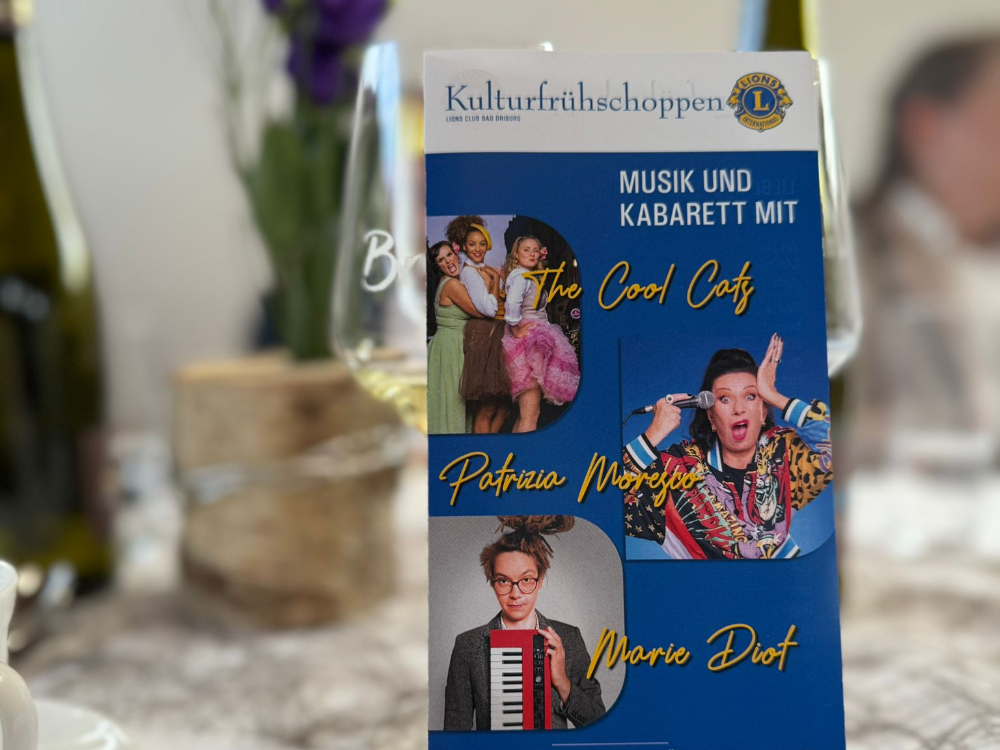 Kulturfrühschoppen
LIONS CLUB BAD DRIBURG
LIONS
L
INTERNATIONAL
MUSIK UND
KABARETT MIT
The Cool Cats
Patrizia Moresco
Marie Diot